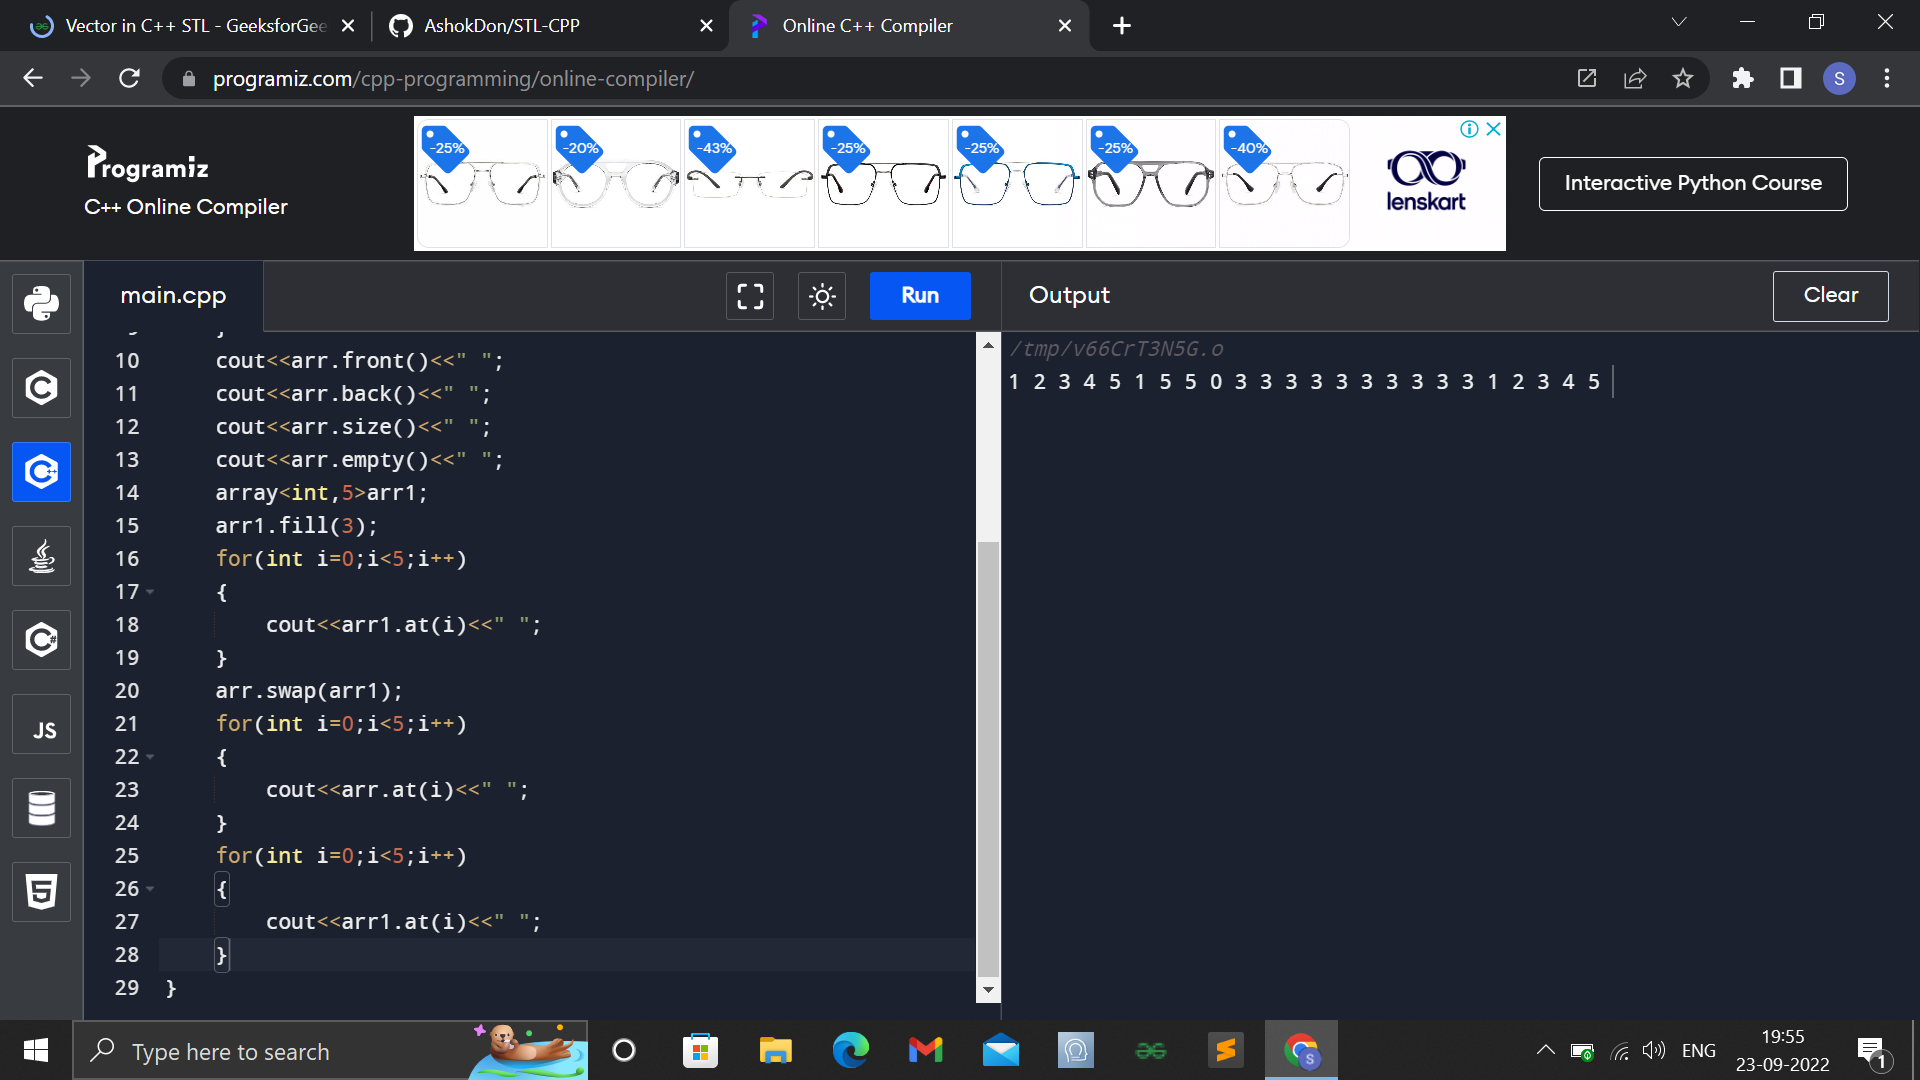 Vector in C++ STL - GeeksforGee
AshokDon/STL-CPP
Online C++ Compiler
programiz.com/cpp-programming/online-compiler/
S
Programiz
C++ Online Compiler
-25%
-20%
-43%
-25%
-25%
-25%
-40%
lenskart
Interactive Python Course
main.cpp
Run
Output
Clear
10 cout<<arr.front()<<" ";
11 cout<<arr.back()<<" ";
12 cout<<arr.size()<<" ";
13 cout<<arr.empty()<<" ";
14 array<int,5>arr1;
15 arr1.fill(3);
16 for(int i=0;i<5;i++)
17 {
18 cout<<arr1.at(i)<<" ";
19 }
20 arr.swap(arr1);
21 for(int i=0;i<5;i++)
22 {
23 cout<<arr.at(i)<<" ";
24 }
25 for(int i=0;i<5;i++)
26 {
27 cout<<arr1.at(i)<<" ";
28 }
29 }
/tmp/v66CrT3N5G.o
1 2 3 4 5 1 5 5 0 3 3 3 3 3 3 3 3 3 3 1 2 3 4 5
JS
Type here to search
ENG
19:55
23-09-2022
1